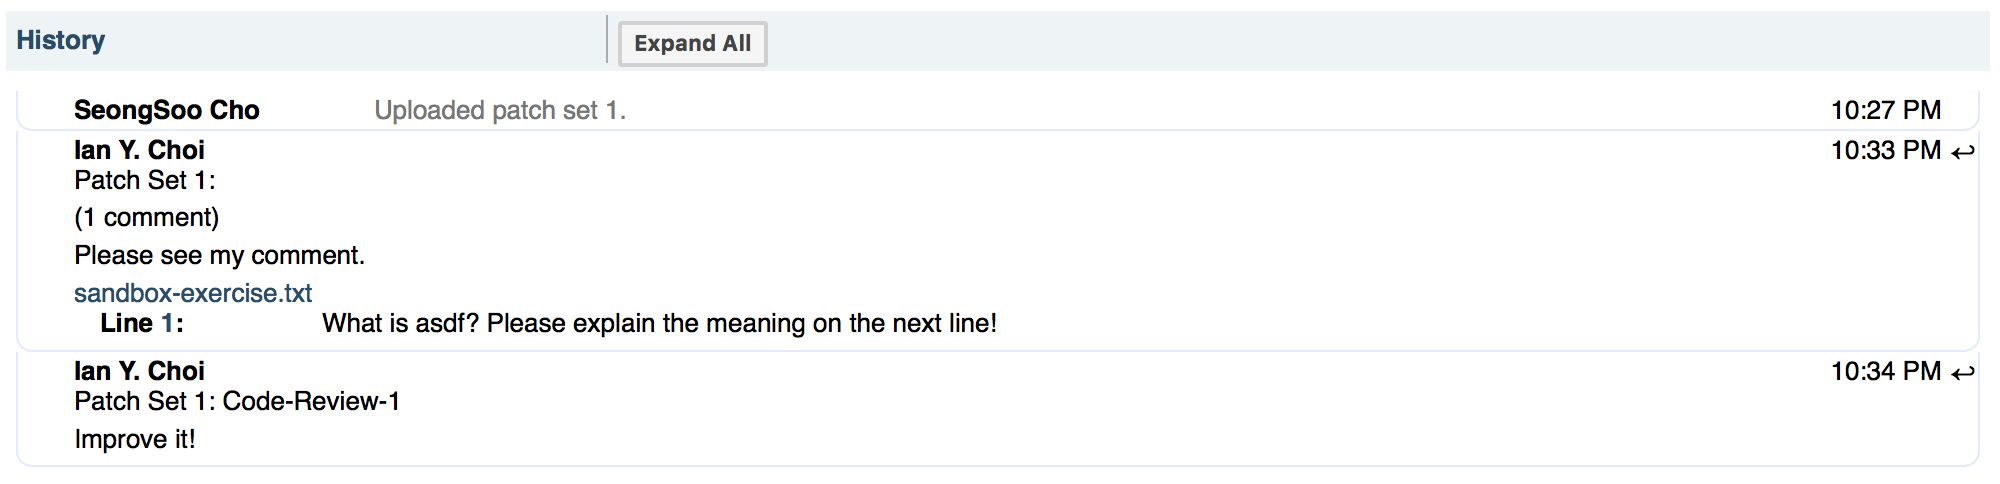 History Expand All
SeongSoo Cho Uploaded patch set 1. 10:27 PM
Ian Y. Choi 10:33 PM
Patch Set 1:
(1 comment)
Please see my comment.
sandbox-exercise.txt
Line 1: What is asdf? Please explain the meaning on the next line!
Ian Y. Choi 10:34 PM
Patch Set 1: Code-Review-1
Improve it!